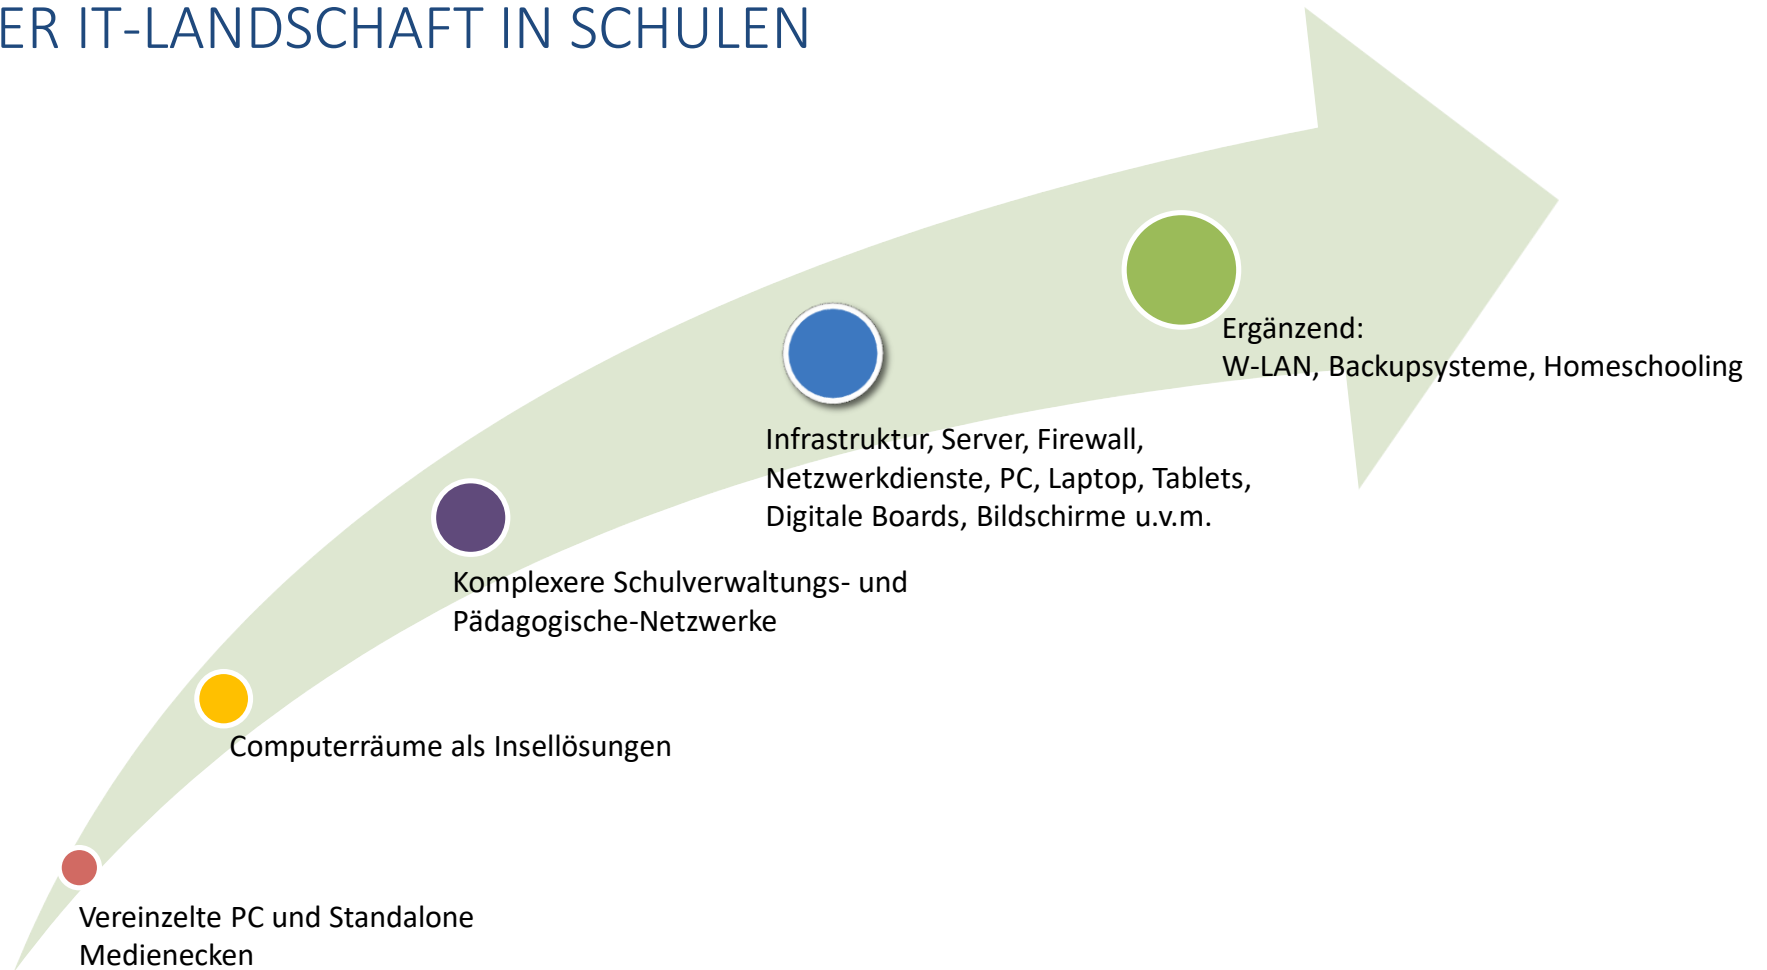 ER IT-LANDSCHAFT IN SCHULEN
Ergänzend:
W-LAN, Backupsysteme, Homeschooling
Infrastruktur, Server, Firewall,
Netzwerkdienste, PC, Laptop, Tablets,
Digitale Boards, Bildschirme u.v.m.
Komplexere Schulverwaltungs- und
Pädagogische-Netzwerke
Computerräume als Insellösungen
Vereinzelte PC und Standalone
Medienecken